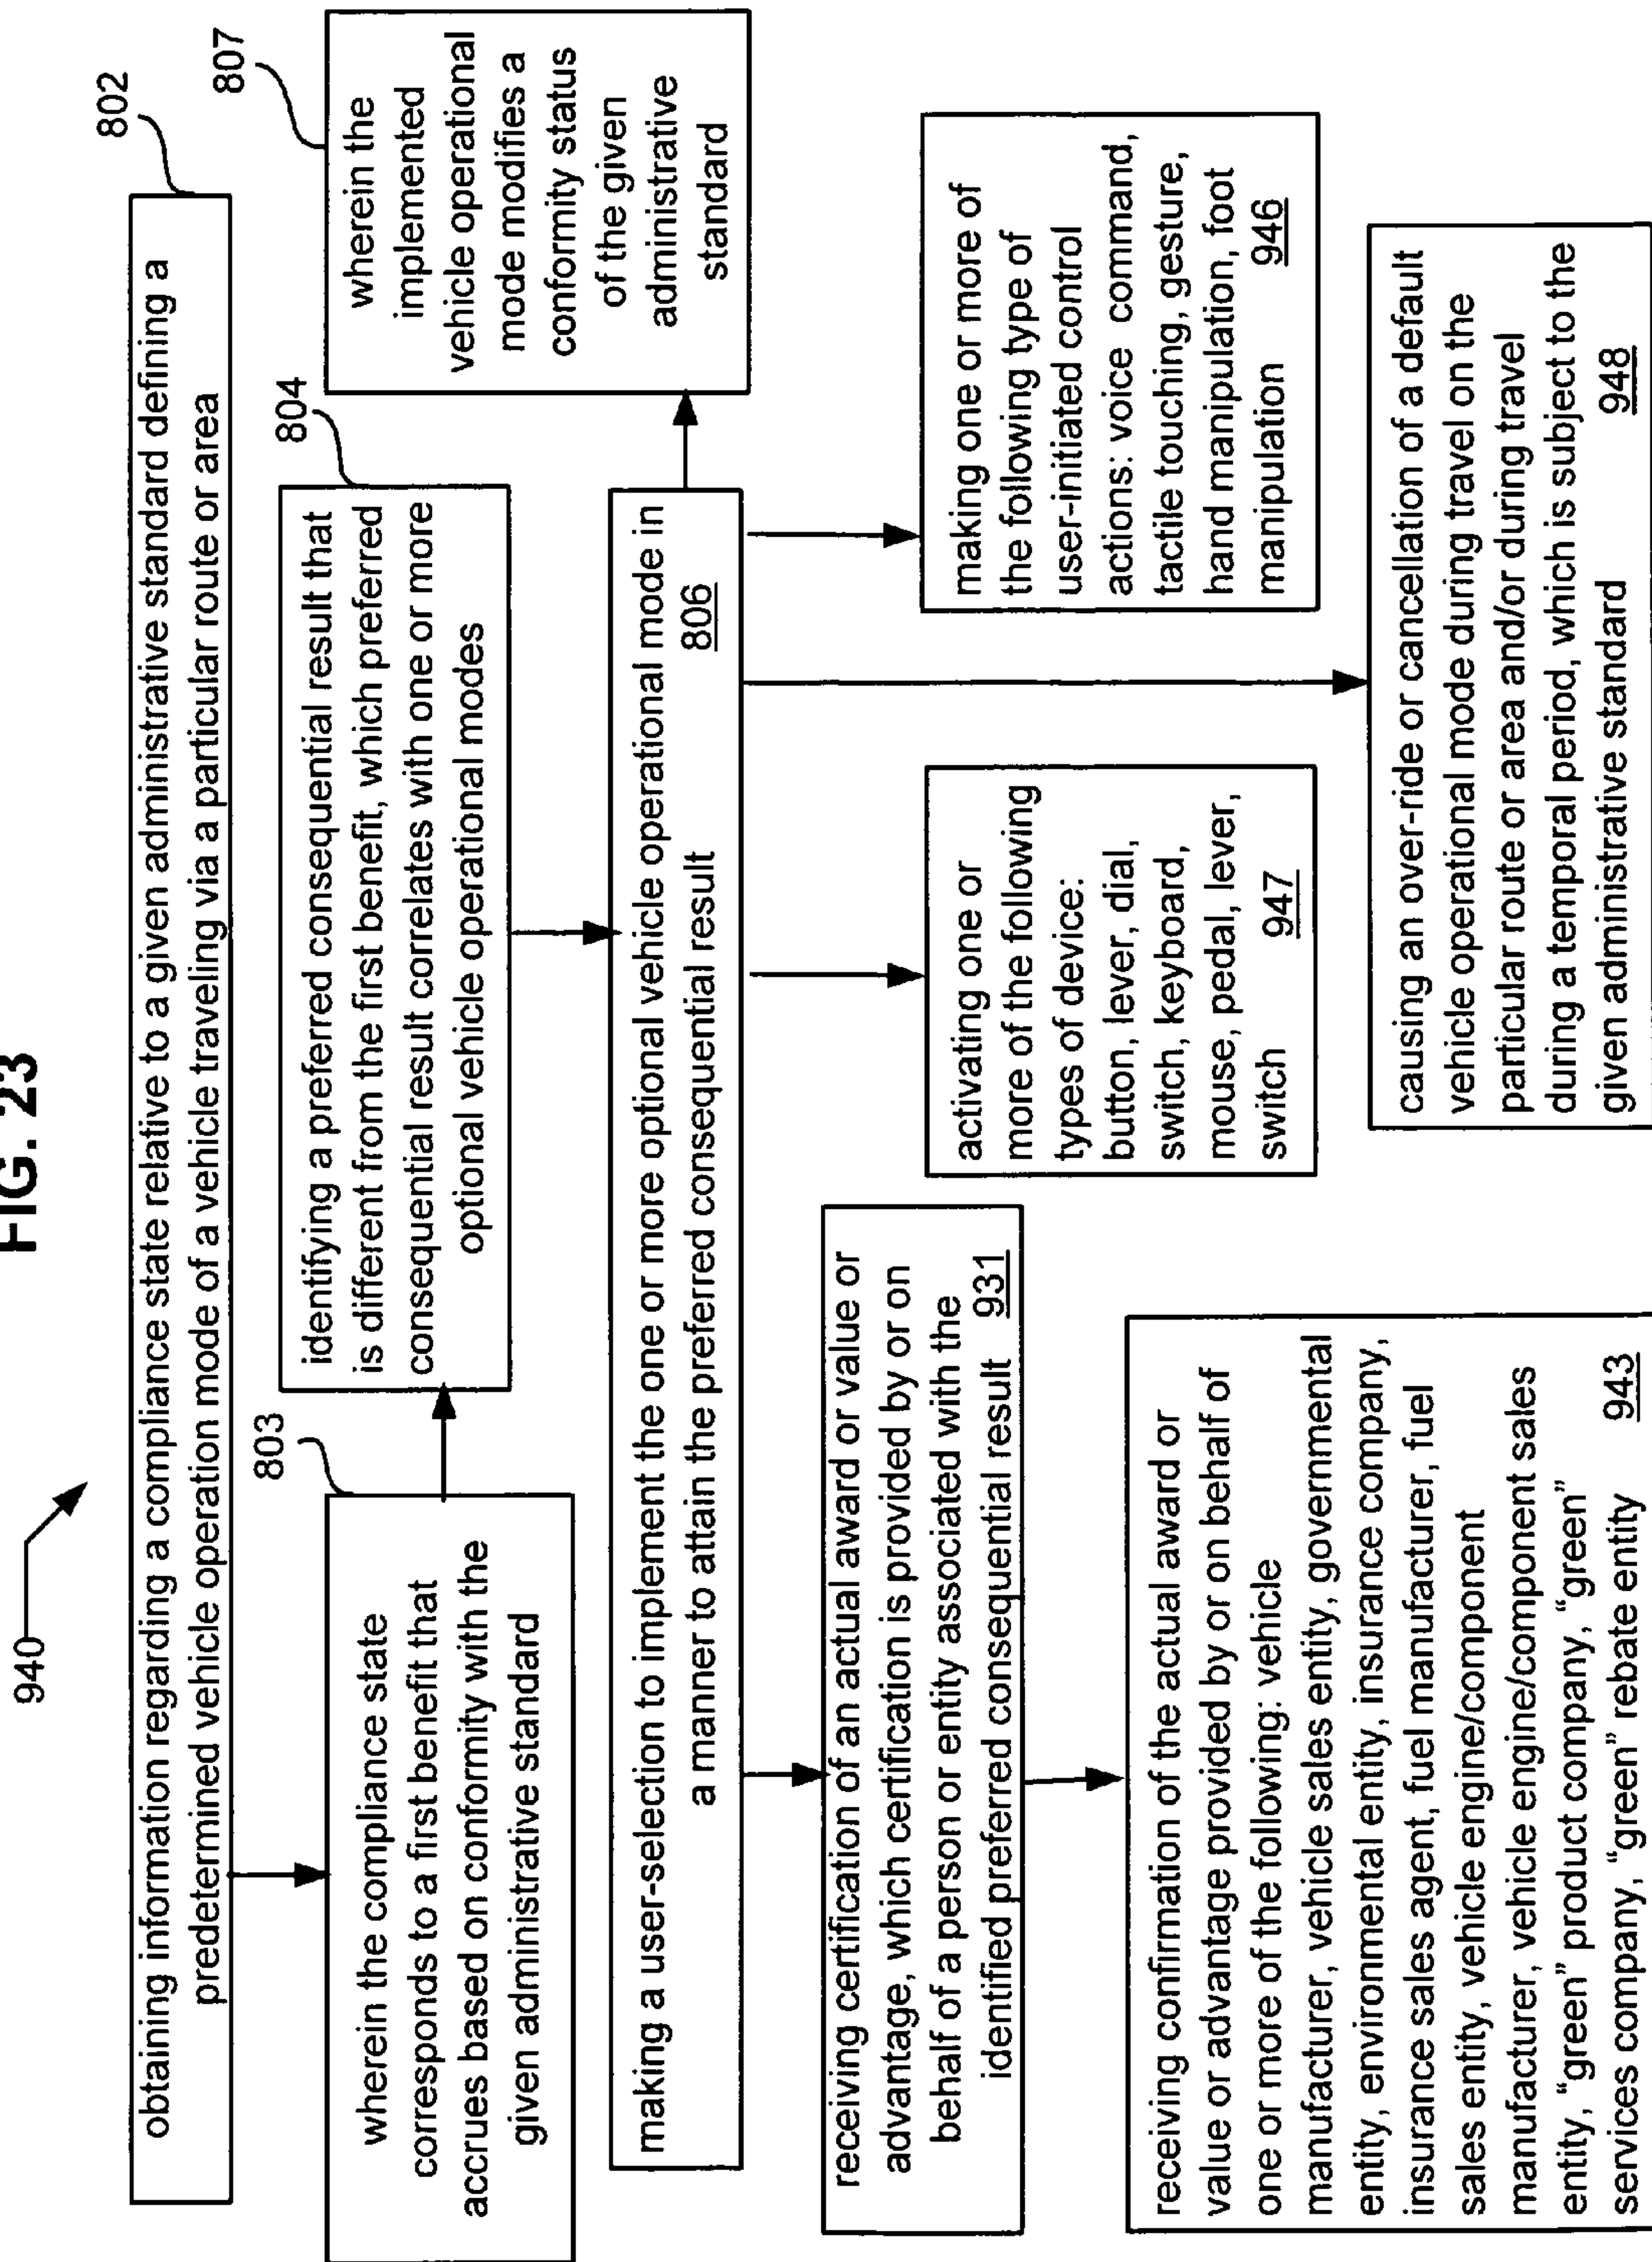 FIG. 23
940
802
obtaining information regarding a compliance state relative to a given administrative standard defining a
predetermined vehicle operation mode of a vehicle traveling via a particular route or area
803
wherein the compliance state
corresponds to a first benefit that
accrues based on conformity with the
given administrative standard
804
identifying a preferred consequential result that
is different from the first benefit, which preferred
consequential result correlates with one or more
optional vehicle operational modes
807
wherein the
implemented
vehicle operational
mode modifies a
conformity status
of the given
administrative
standard
making a user-selection to implement the one or more optional vehicle operational mode in
a manner to attain the preferred consequential result 806
receiving certification of an actual award or value or
advantage, which certification is provided by or on
behalf of a person or entity associated with the
identified preferred consequential result 931
activating one or
more of the following
types of device:
button, lever, dial,
switch, keyboard,
mouse, pedal, lever,
switch 947
making one or more of
the following type of
user-initiated control
actions: voice command,
tactile touching, gesture,
hand manipulation, foot
manipulation 946
receiving confirmation of the actual award or
value or advantage provided by or on behalf of
one or more of the following: vehicle
manufacturer, vehicle sales entity, governmental
entity, environmental entity, insurance company,
insurance sales agent, fuel manufacturer, fuel
sales entity, vehicle engine/component
manufacturer, vehicle engine/component sales
entity, “green” product company, “green”
services company, “green” rebate entity 943
causing an over-ride or cancellation of a default
vehicle operational mode during travel on the
particular route or area and/or during travel
during a temporal period, which is subject to the
given administrative standard 948